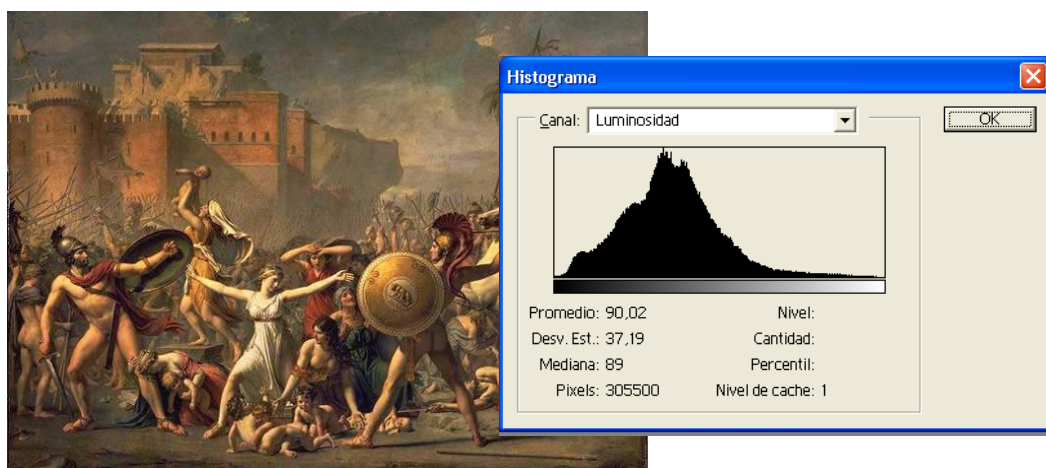 Histograma
Canal: Luminosidad
OK
Promedio: 90,02 Nivel:
Desv. Est.: 37,19 Cantidad:
Mediana: 89 Percentil:
Pixels: 305500 Nivel de cache: 1